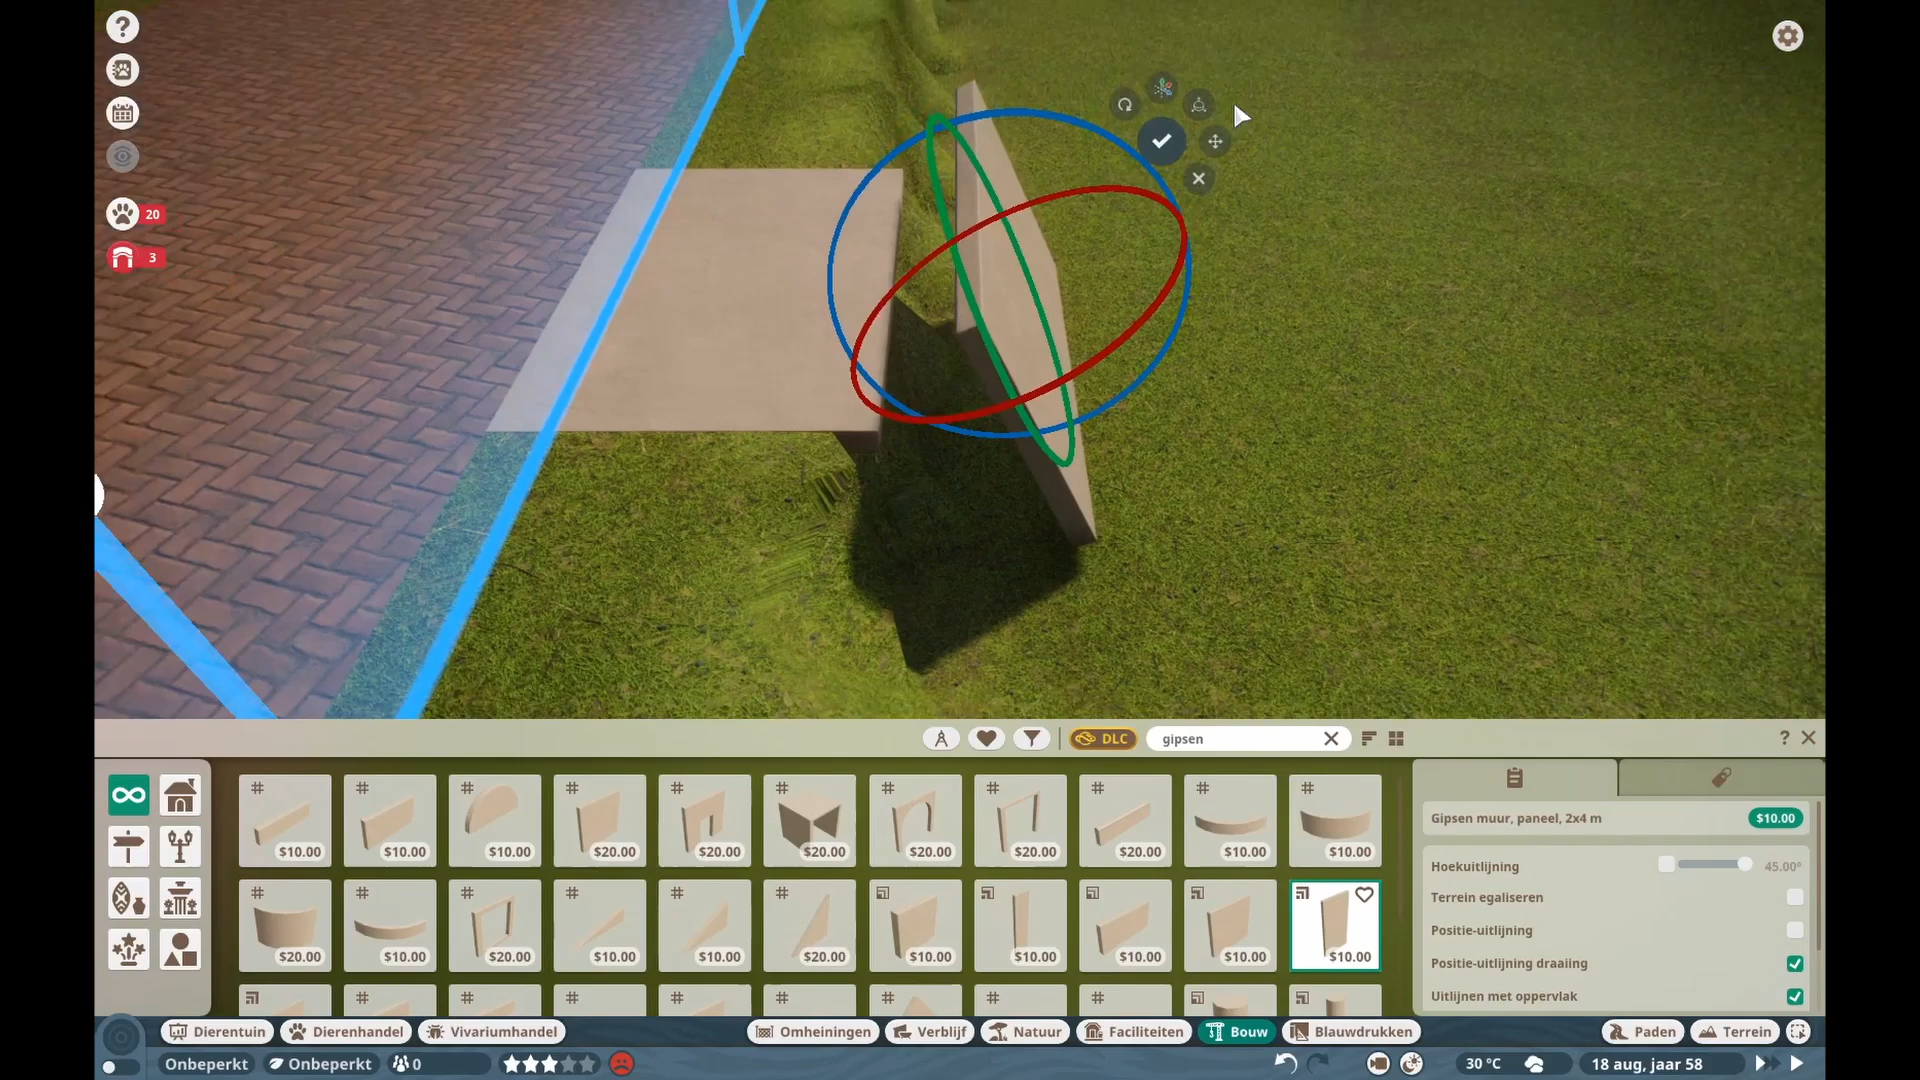 ?
20
3
DLC
gipsen
?
$10.00
$10.00
$10.00
$20.00
$20.00
$20.00
$20.00
$20.00
$20.00
$10.00
$10.00
$20.00
$10.00
$20.00
$10.00
$10.00
$20.00
$10.00
$10.00
$10.00
$10.00
$10.00
Gipsen muur, paneel, 2x4 m
$10.00
Hoekuitlijning
45.00°
Terrein egaliseren
Positie-uitlijning
Positie-uitlijning draaiing
Uitlijnen met oppervlak
Dierentuin
Dierenhandel
Vivariumhandel
Omheiningen
Verblijf
Natuur
Faciliteiten
Bouw
Blauwdrukken
Paden
Terrein
Onbeperkt
Onbeperkt
0
30 °C
18 aug, jaar 58